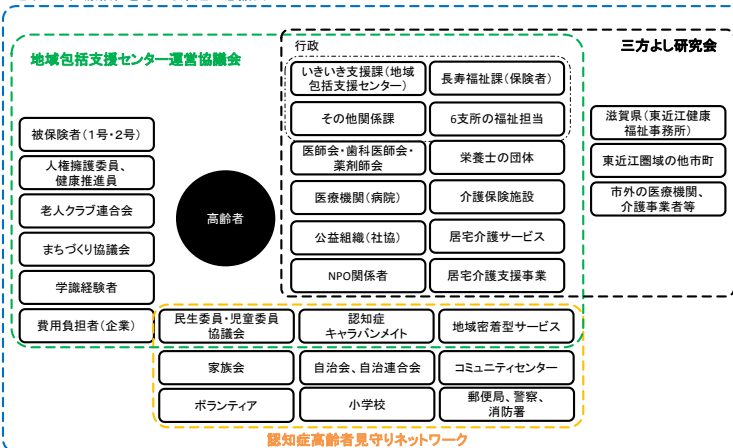 行政
三方よし研究会
地域包括支援センター運営協議会
いきいき支援課(地域
包括支援センター)
長寿福祉課(保険者)
その他関係課
6支所の福祉担当
滋賀県(東近江健康
福祉事務所)
被保険者(1号・2号)
医師会・歯科医師会・
薬剤師会
栄養士の団体
東近江圏域の他市町
人権擁護委員、
健康推進員
医療機関(病院)
介護保険施設
市外の医療機関、
介護事業者等
老人クラブ連合会
高齢者
まちづくり協議会
公益組織(社協)
居宅介護サービス
学識経験者
NPO関係者
居宅介護支援事業
費用負担者(企業)
民生委員・児童委員
協議会
認知症
キャラバンメイト
地域密着型サービス
家族会
自治会、自治連合会
コミュニティセンター
ボランティア
小学校
郵便局、警察、
消防署
認知症高齢者見守りネットワーク